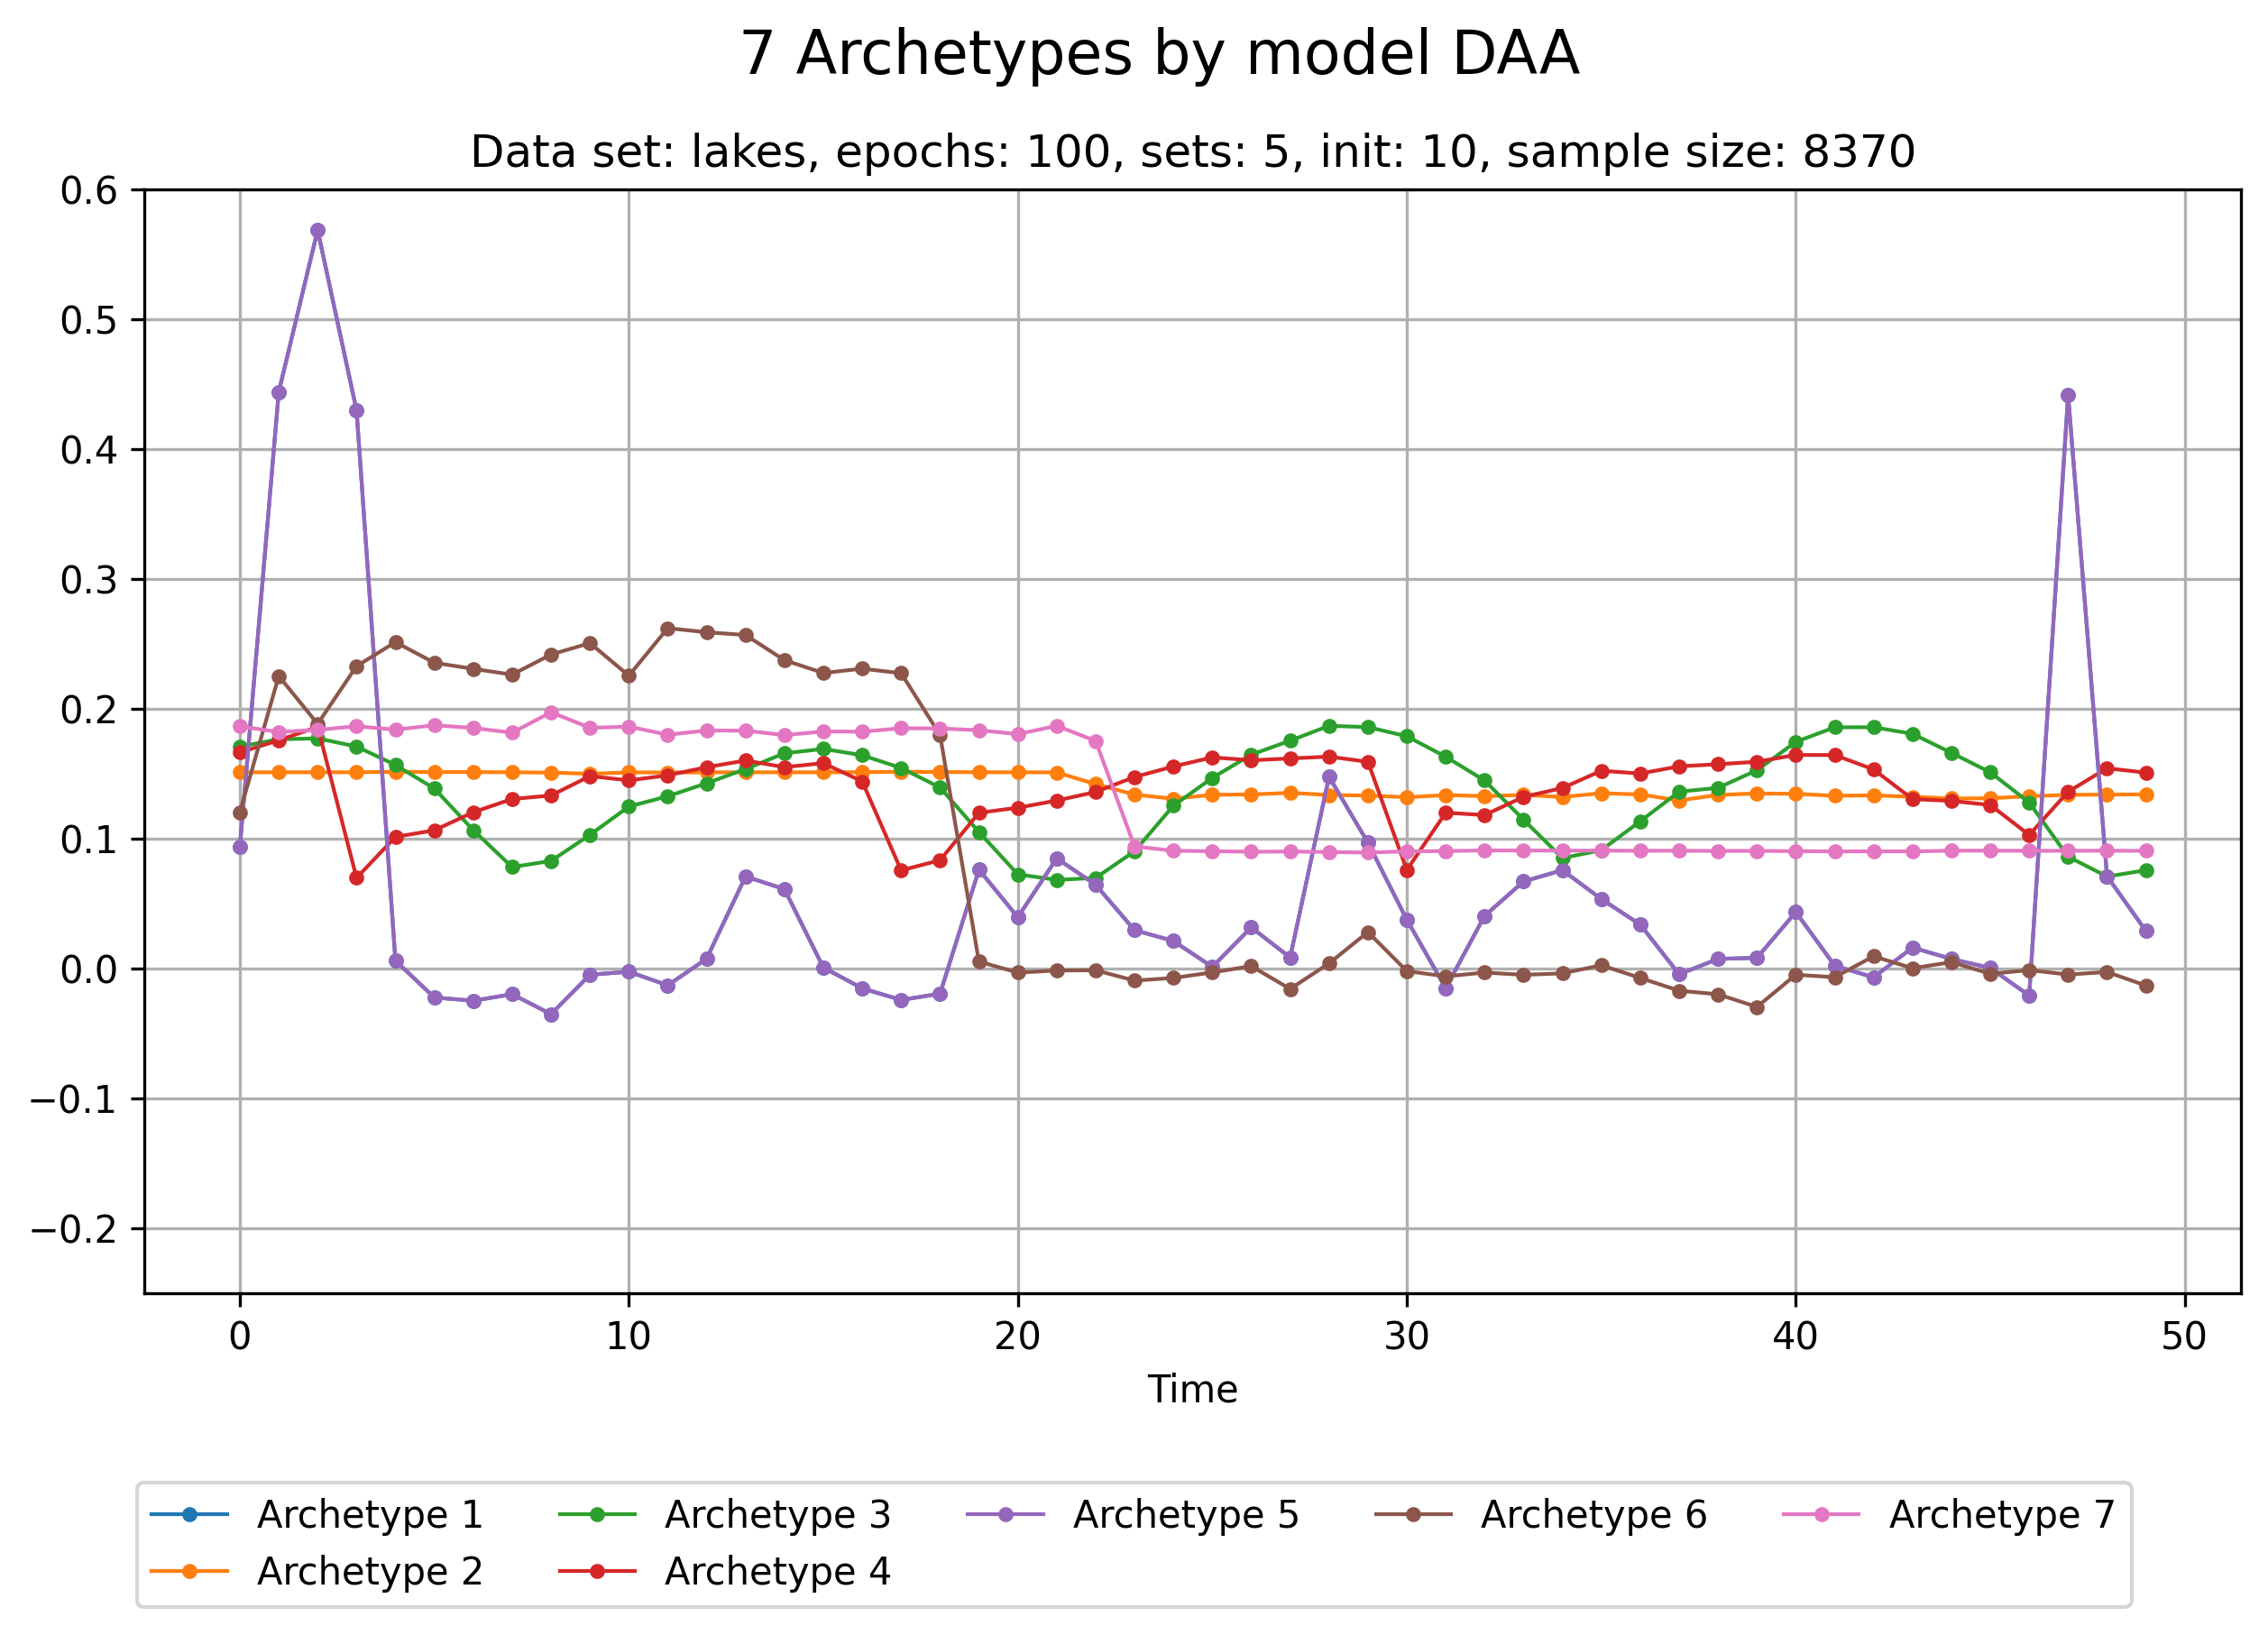 7 Archetypes by model DAA
Data set: lakes, epochs: 100, sets: 5, init: 10, sample size: 8370
0.6
0.5
0.4
0.3
0.2
0.1
0.0
−0.1
−0.2
0 10 20 30 40 50
Time
Archetype 1 Archetype 3 Archetype 5 Archetype 6 Archetype 7
Archetype 2 Archetype 4